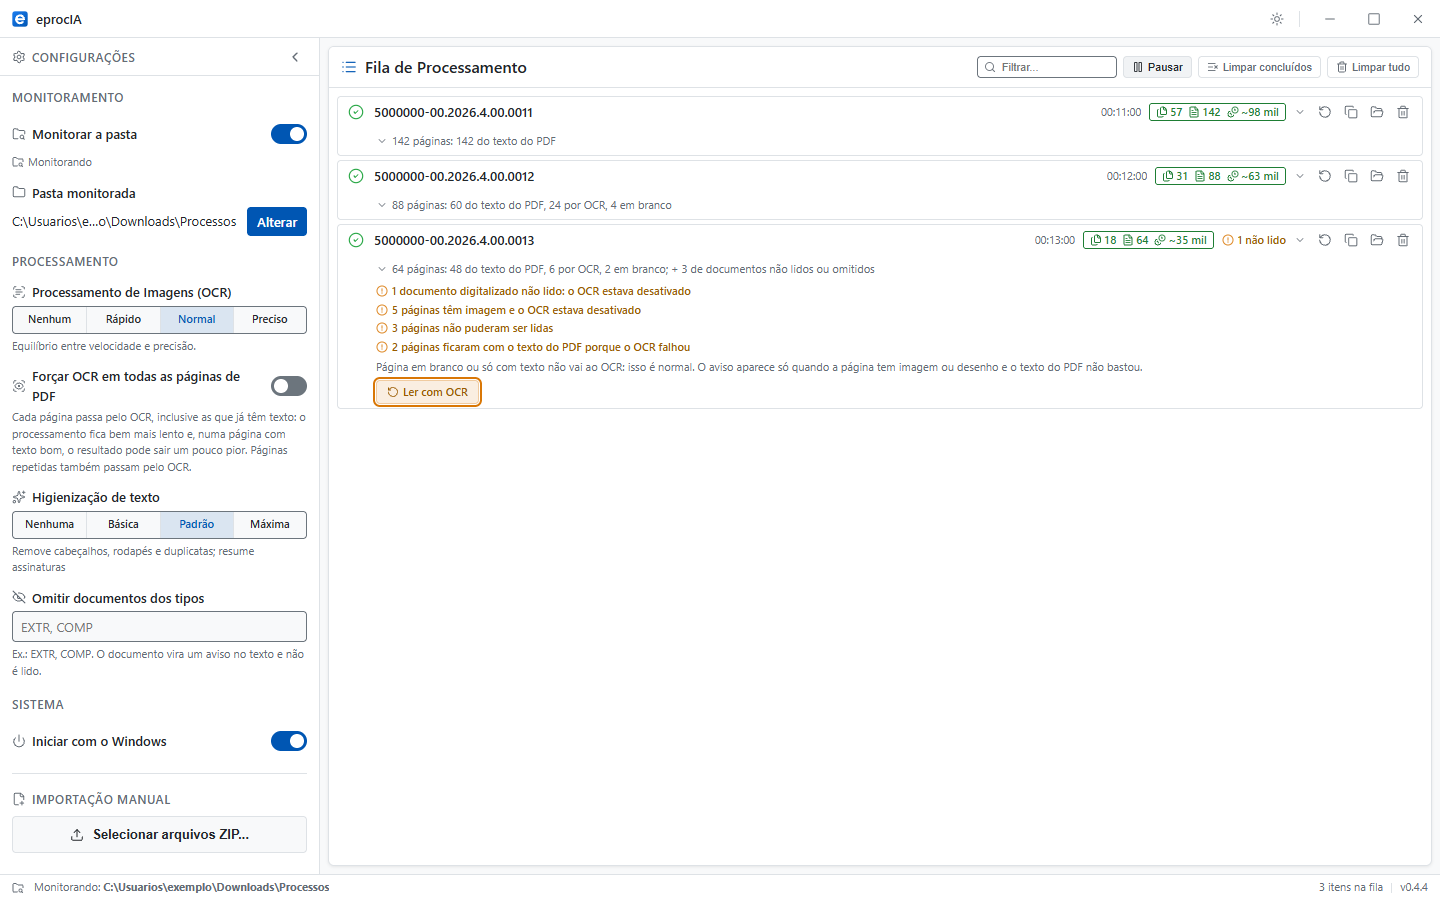 eprocIA
CONFIGURAÇÕES
MONITORAMENTO
Monitorar a pasta
Monitorando
Pasta monitorada
C:\Usuarios\e...o\Downloads\Processos
Alterar
PROCESSAMENTO
Processamento de Imagens (OCR)
Nenhum Rápido Normal Preciso
Equilíbrio entre velocidade e precisão.
Forçar OCR em todas as páginas de
PDF
Cada página passa pelo OCR, inclusive as que já têm texto: o
processamento fica bem mais lento e, numa página com
texto bom, o resultado pode sair um pouco pior. Páginas
repetidas também passam pelo OCR.
Higienização de texto
Nenhuma Básica Padrão Máxima
Remove cabeçalhos, rodapés e duplicatas; resume
assinaturas
Omitir documentos dos tipos
EXTR, COMP
Ex.: EXTR, COMP. O documento vira um aviso no texto e não
é lido.
SISTEMA
Iniciar com o Windows
IMPORTAÇÃO MANUAL
Selecionar arquivos ZIP...
Fila de Processamento
Filtrar...
Pausar
Limpar concluídos
Limpar tudo
5000000-00.2026.4.00.0011 00:11:00 57 142 ~98 mil
142 páginas: 142 do texto do PDF
5000000-00.2026.4.00.0012 00:12:00 31 88 ~63 mil
88 páginas: 60 do texto do PDF, 24 por OCR, 4 em branco
5000000-00.2026.4.00.0013 00:13:00 18 64 ~35 mil 1 não lido
64 páginas: 48 do texto do PDF, 6 por OCR, 2 em branco; + 3 de documentos não lidos ou omitidos
1 documento digitalizado não lido: o OCR estava desativado
5 páginas têm imagem e o OCR estava desativado
3 páginas não puderam ser lidas
2 páginas ficaram com o texto do PDF porque o OCR falhou
Página em branco ou só com texto não vai ao OCR: isso é normal. O aviso aparece só quando a página tem imagem ou desenho e o texto do PDF não bastou.
Ler com OCR
Monitorando: C:\Usuarios\exemplo\Downloads\Processos
3 itens na fila v0.4.4